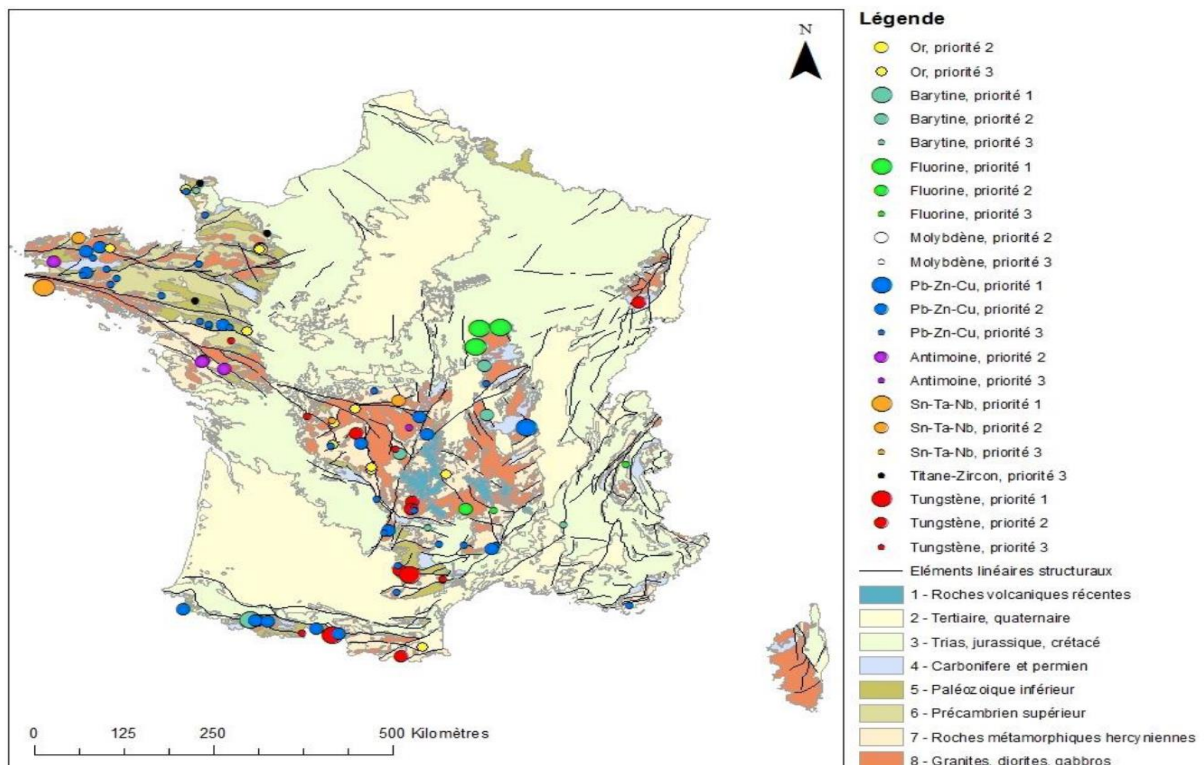 N
0 125 250 500 Kilomètres
Légende
Or, priorité 2
Or, priorité 3
Barytine, priorité 1
Barytine, priorité 2
Barytine, priorité 3
Fluorine, priorité 1
Fluorine, priorité 2
Fluorine, priorité 3
Molybdène, priorité 2
Molybdène, priorité 3
Pb-Zn-Cu, priorité 1
Pb-Zn-Cu, priorité 2
Pb-Zn-Cu, priorité 3
Antimoine, priorité 2
Antimoine, priorité 3
Sn-Ta-Nb, priorité 1
Sn-Ta-Nb, priorité 2
Sn-Ta-Nb, priorité 3
Titane-Zircon, priorité 3
Tungstène, priorité 1
Tungstène, priorité 2
Tungstène, priorité 3
Eléments linéaires structuraux
1 - Roches volcaniques récentes
2 - Tertiaire, quaternaire
3 - Trias, jurassique, crétacé
4 - Carbonifere et permien
5 - Paléozoique inférieur
6 - Précambrien supérieur
7 - Roches métamorphiques hercyniennes
8 - Granites, diorites, gabbros